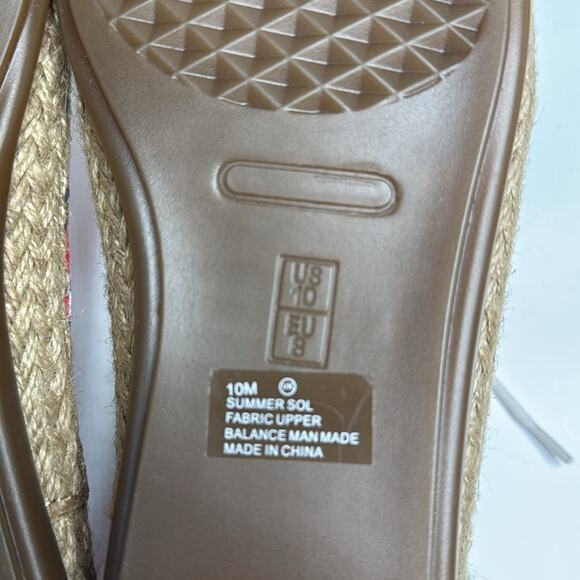 US
10
EU
8
10M
SUMMER SOL
FABRIC UPPER
BALANCE MAN MADE
MADE IN CHINA